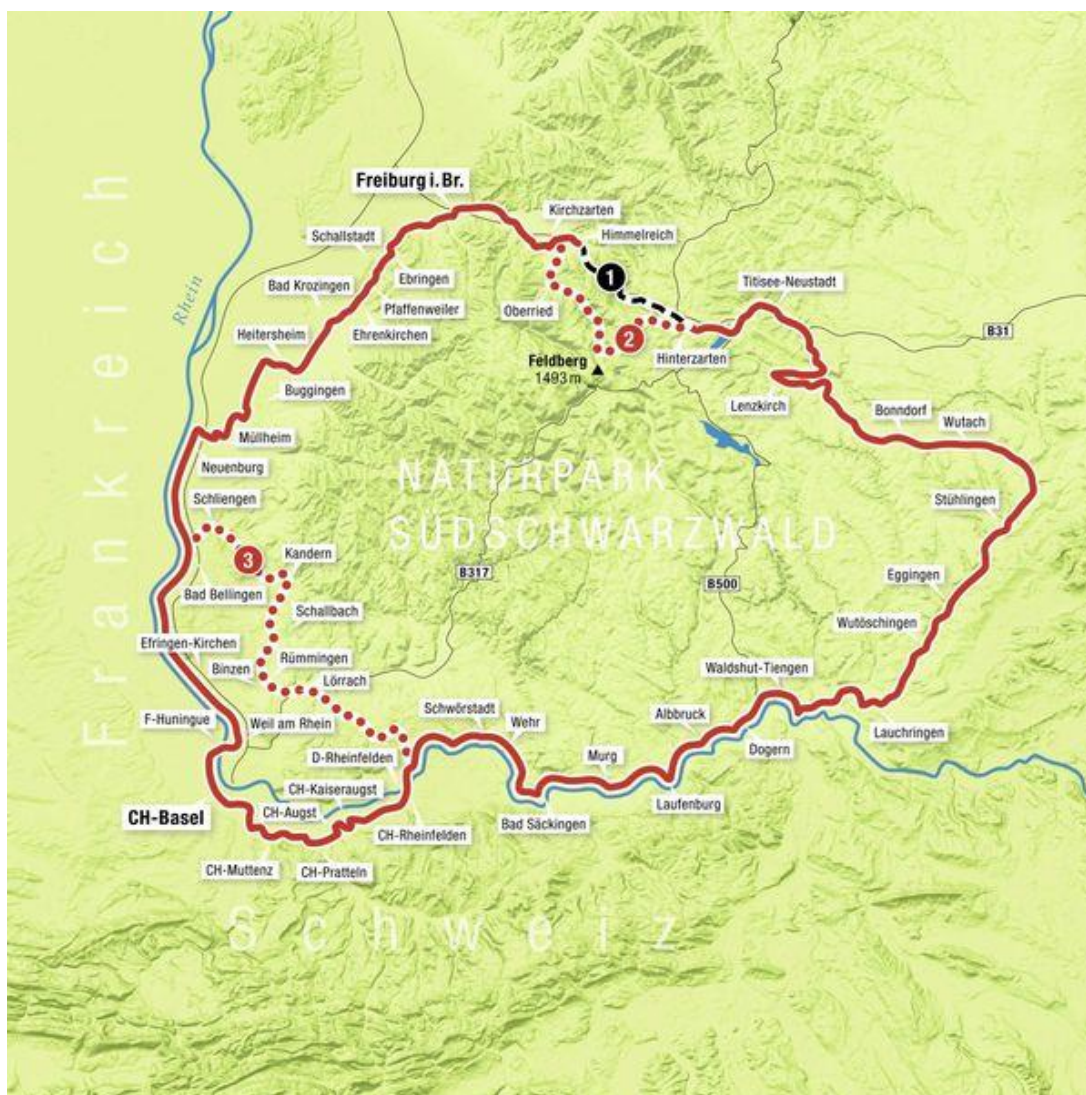 Freiburg i. Br.
Kirchzarten
Himmelreich
Schallstadt
Ebringen
1
Titisee-Neustadt
Bad Krozingen
Pfaffenweiler
Oberried
Rhein
Heitersheim
Ehrenkirchen
2
B31
Feldberg
1493 m
Hinterzarten
Buggingen
Lenzkirch
Bonndorf
Wutach
Müllheim
Neuenburg
NATURPARK
SÜDSCHWARZWALD
Frankreich
Schliengen
Stühlingen
3
Kandern
B317
B500
Eggingen
Bad Bellingen
Schallbach
Wutöschingen
Efringen-Kirchen
Binzen
Rümmingen
Lörrach
Waldshut-Tiengen
F-Huningue
Weil am Rhein
Schwörstadt
Wehr
Albbruck
Lauchringen
D-Rheinfelden
Murg
Dogern
CH-Kaiseraugst
CH-Basel
CH-Augst
Laufenburg
CH-Rheinfelden
Bad Säckingen
CH-Muttenz
CH-Pratteln
Schweiz